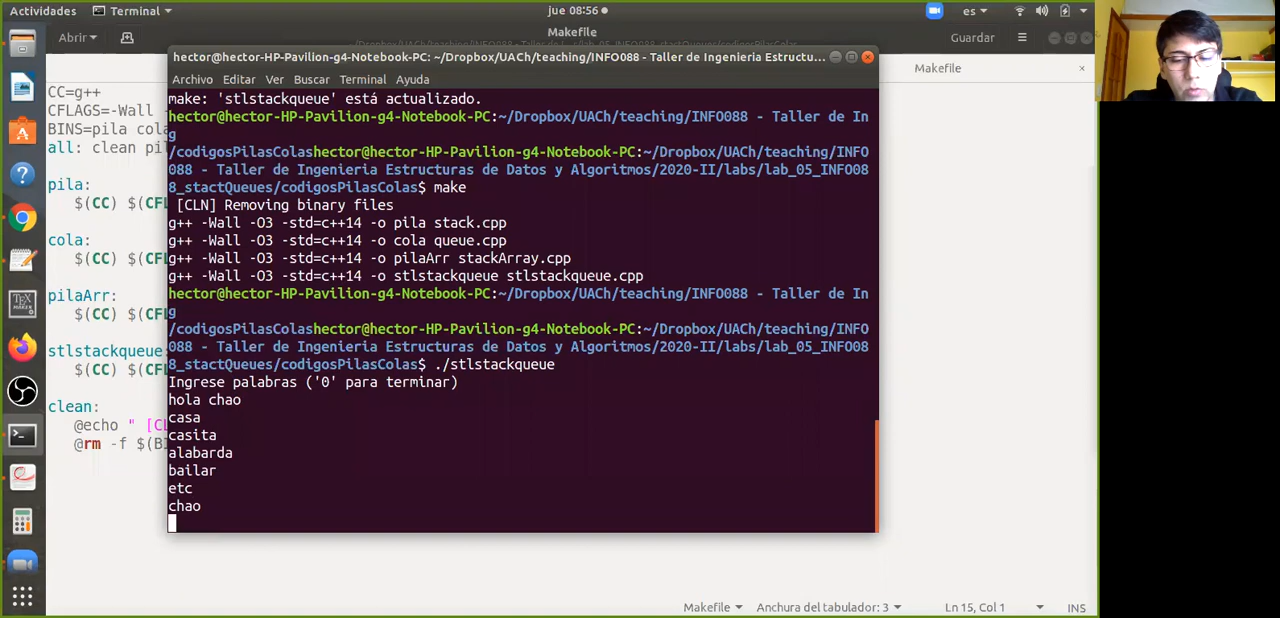 Actividades
Terminal
jue 08:56
es
Abrir
Makefile
Guardar
hector@hector-HP-Pavilion-g4-Notebook-PC: ~/Dropbox/UACh/teaching/INFO088 - Taller de Ingenieria Estructu...
Makefile
Archivo Editar Ver Buscar Terminal Ayuda
CC=g++
CFLAGS=-Wall
BINS=pila cola
all: clean pil
pila:
$(CC) $(CFL
cola:
$(CC) $(CFL
pilaArr:
$(CC) $(CFL
stlstackqueue:
$(CC) $(CFL
clean:
@echo " [CL
@rm -f $(BI
make: 'stlstackqueue' está actualizado.
hector@hector-HP-Pavilion-g4-Notebook-PC:~/Dropbox/UACh/teaching/INFO088 - Taller de In
g
/codigosPilasColashector@hector-HP-Pavilion-g4-Notebook-PC:~/Dropbox/UACh/teaching/INFO
088 - Taller de Ingenieria Estructuras de Datos y Algoritmos/2020-II/labs/lab_05_INFO08
8_stactQueues/codigosPilasColas$ make
[CLN] Removing binary files
g++ -Wall -O3 -std=c++14 -o pila stack.cpp
g++ -Wall -O3 -std=c++14 -o cola queue.cpp
g++ -Wall -O3 -std=c++14 -o pilaArr stackArray.cpp
g++ -Wall -O3 -std=c++14 -o stlstackqueue stlstackqueue.cpp
hector@hector-HP-Pavilion-g4-Notebook-PC:~/Dropbox/UACh/teaching/INFO088 - Taller de In
g
/codigosPilasColashector@hector-HP-Pavilion-g4-Notebook-PC:~/Dropbox/UACh/teaching/INFO
088 - Taller de Ingenieria Estructuras de Datos y Algoritmos/2020-II/labs/lab_05_INFO08
8_stactQueues/codigosPilasColas$ ./stlstackqueue
Ingrese palabras ('0' para terminar)
hola chao
casa
casita
alabarda
bailar
etc
chao
Makefile
Anchura del tabulador: 3
Ln 15, Col 1
INS